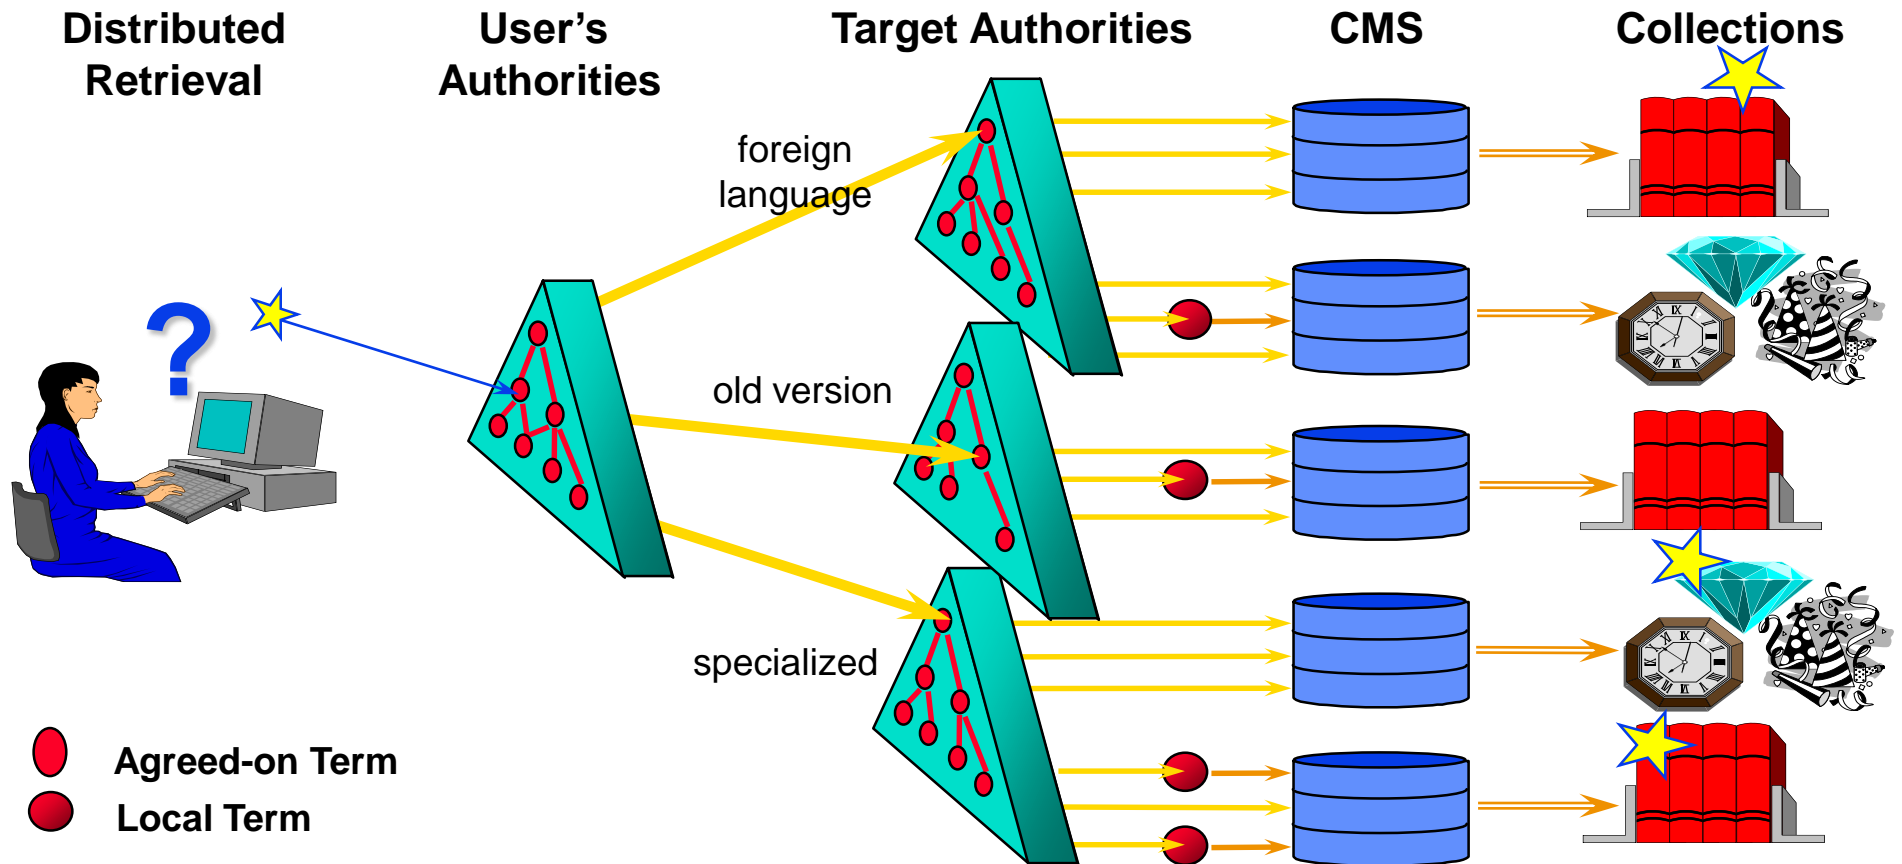 Distributed
Retrieval
User's
Authorities
Target Authorities
CMS
Collections
foreign
language
?
old version
specialized
Agreed-on Term
Local Term